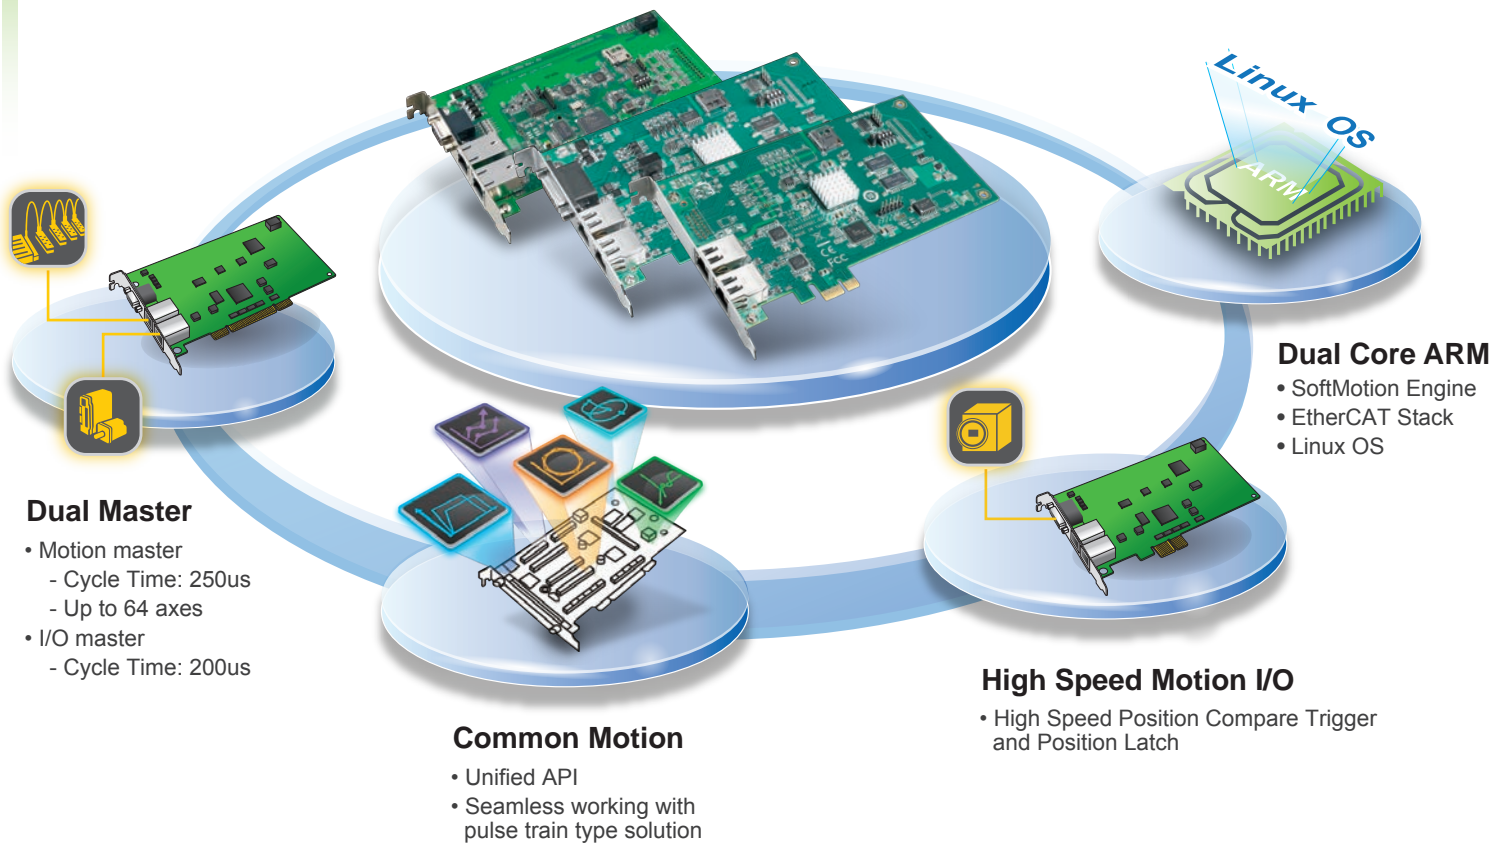 Linux OS
ARM
CE
FCC
Dual Core ARM
• SoftMotion Engine
• EtherCAT Stack
• Linux OS
Dual Master
• Motion master
- Cycle Time: 250us
- Up to 64 axes
• I/O master
- Cycle Time: 200us
High Speed Motion I/O
• High Speed Position Compare Trigger
and Position Latch
Common Motion
• Unified API
• Seamless working with
pulse train type solution